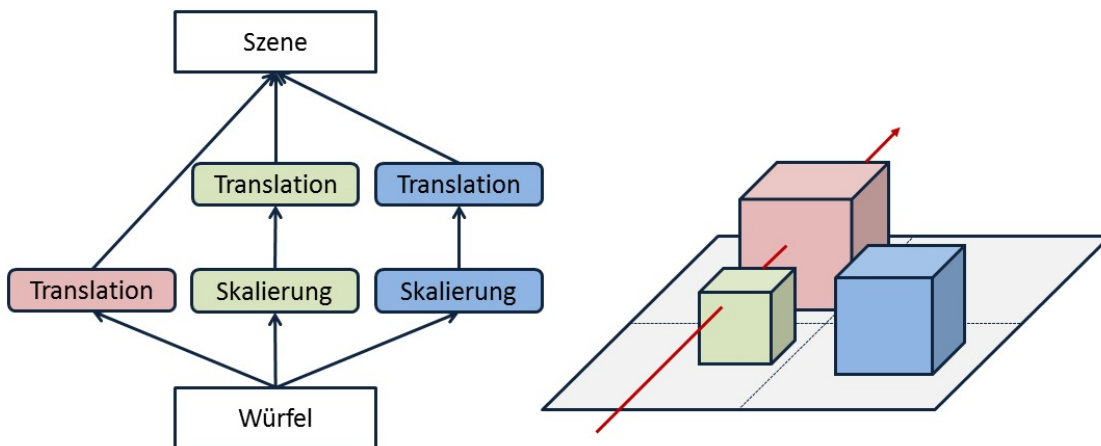 Szene
Translation
Translation
Translation
Skalierung
Skalierung
Würfel